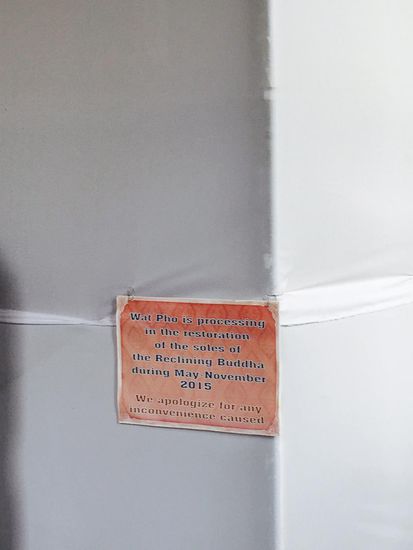 Wat Pho is processing
in the restoration
of the soles of
the Reclining Buddha
during May-November
2015
We apologize for any
inconvenience caused